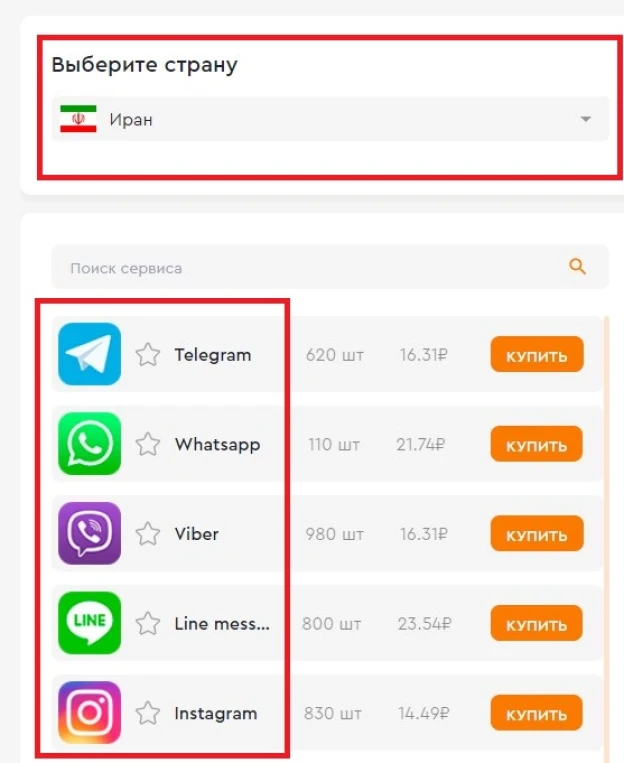 Выберите страну
Иран
Поиск сервиса
Telegram 620 шт 16.31₽ КУПИТЬ
Whatsapp 110 шт 21.74₽ КУПИТЬ
Viber 980 шт 16.31₽ КУПИТЬ
LINE Line mess... 800 шт 23.54₽ КУПИТЬ
Instagram 830 шт 14.49₽ КУПИТЬ